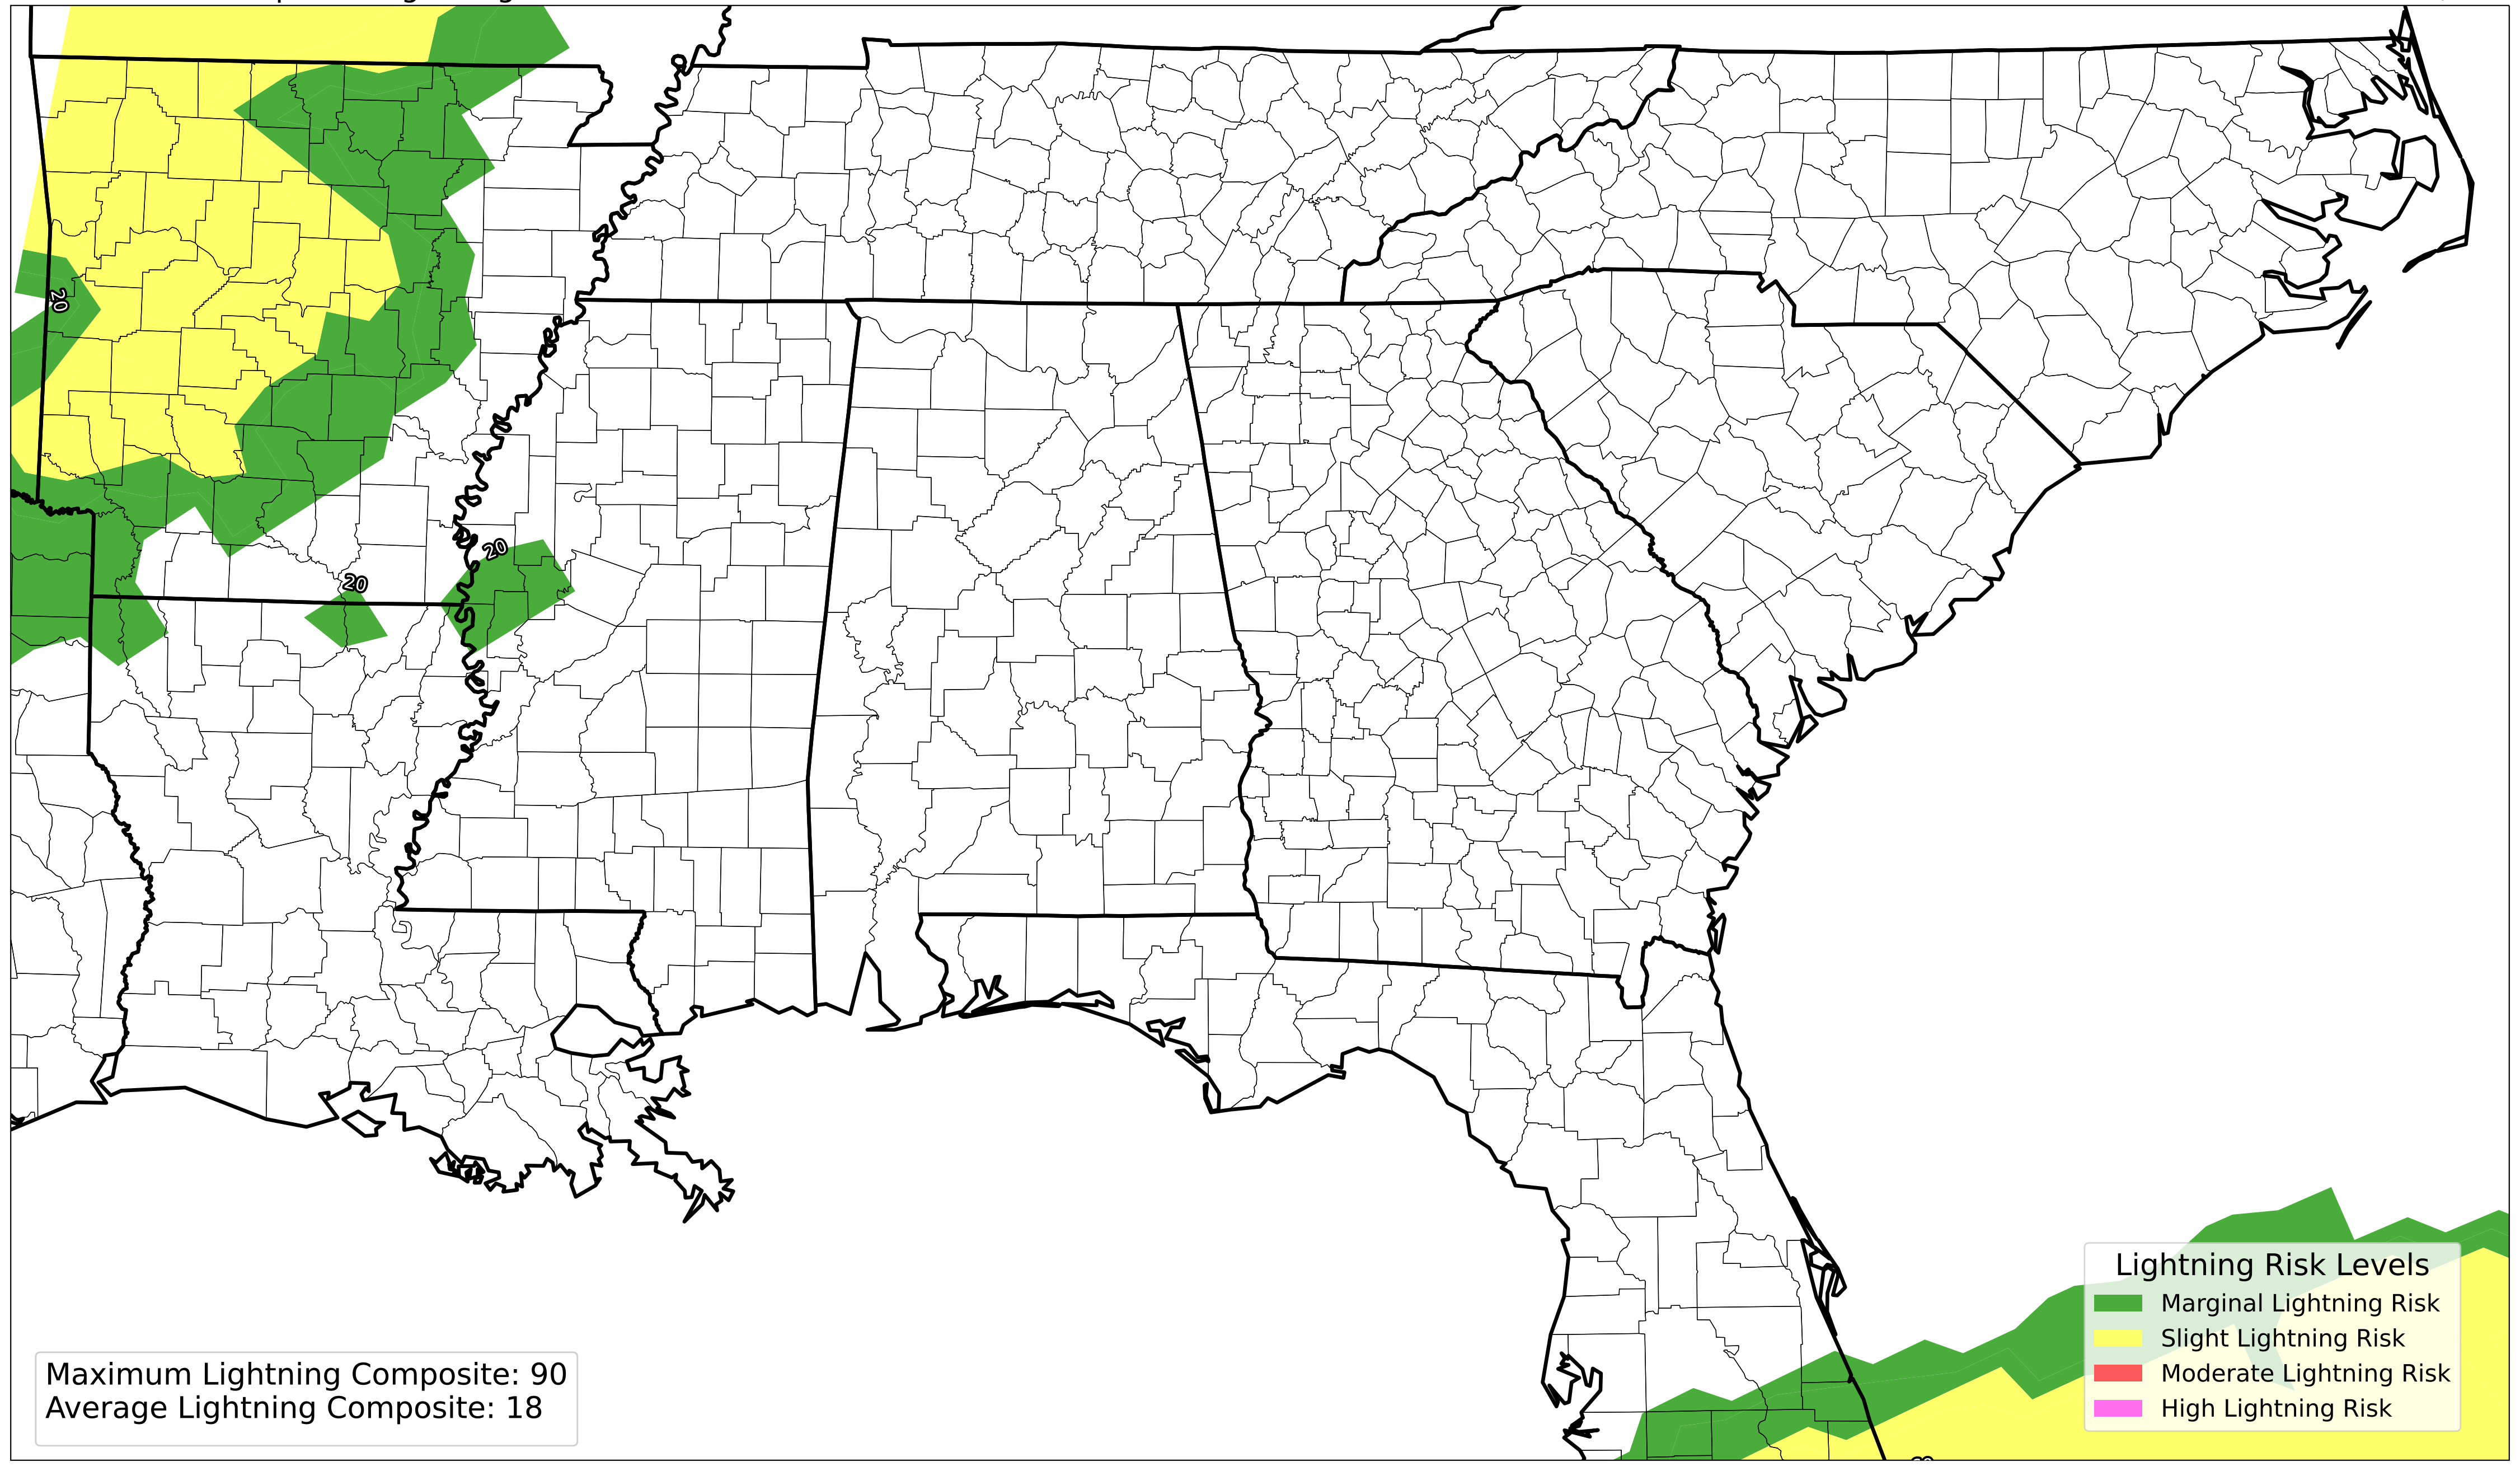 20
20
20
Lightning Risk Levels
Marginal Lightning Risk
Slight Lightning Risk
Moderate Lightning Risk
High Lightning Risk
Maximum Lightning Composite: 90
Average Lightning Composite: 18